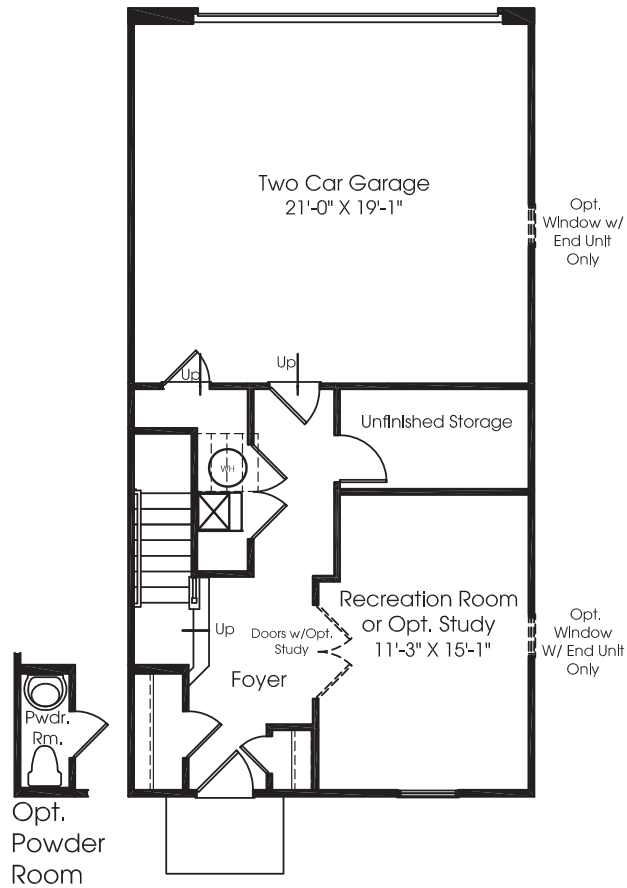 Two Car Garage
21'-0" X 19'-1"
Opt.
Window w/
End Unit
Only
Up
Up
Unfinished Storage
WH
Recreation Room
or Opt. Study
11'-3" X 15'-1"
Up
Doors w/Opt.
Study
Foyer
Opt.
Window
W/ End Unit
Only
Pwdr.
Rm.
Opt.
Powder
Room